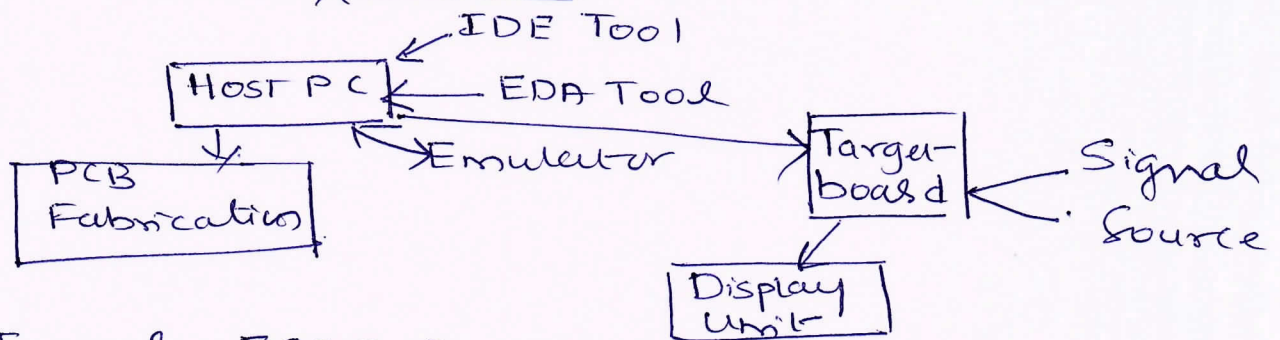 IDE Tool
HOST PC
EDA Tool
Emulator
Target
board
Signal
Source
PCB
Fabrication
Display
Unit